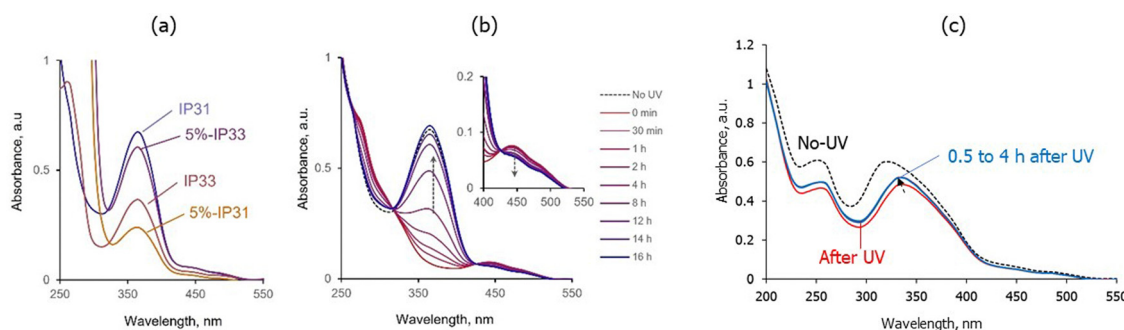 (a)
Absorbance, a.u
1
0.5
0
IP31
5%-IP33
IP33
5%-IP31
250
350
450
550
Wavelength, nm
(b)
Absorbance, a.u.
1
0.5
0
250
350
450
550
Wavelength, nm
0.2
0.1
0
400
450
500
550
No UV
0 min
30 min
1 h
2 h
4 h
8 h
12 h
14 h
16 h
(c)
Absorbance, a.u.
1.2
1
0.8
0.6
0.4
0.2
0
No-UV
0.5 to 4 h after UV
After UV
200
250
300
350
400
450
500
550
Wavelength, nm